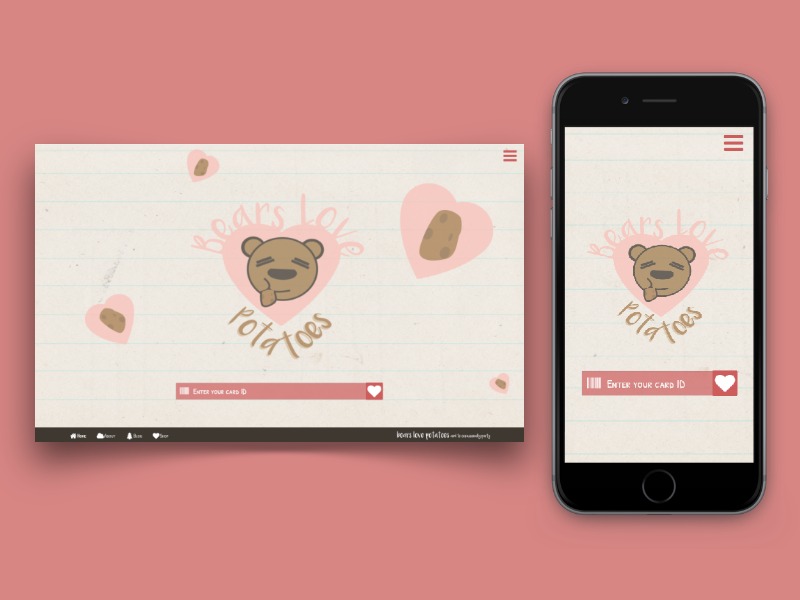 Bears Love
Potatoes
Enter your card ID
Home
About
Blog
Shop
bears love potatoes
Bears Love
Potatoes
Enter your card ID